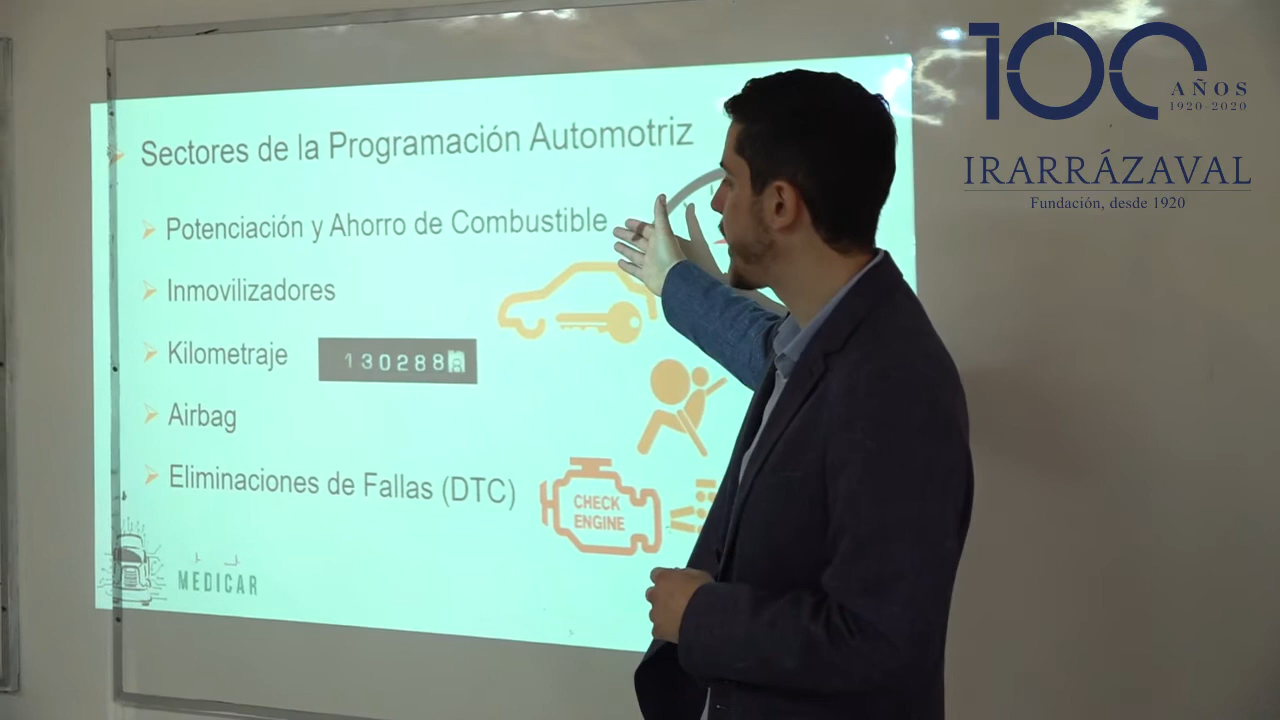 Sectores de la Programación Automotriz
Potenciación y Ahorro de Combustible
Inmovilizadores
Kilometraje
130288
Airbag
Eliminaciones de Fallas (DTC)
CHECK
ENGINE
MEDICAR
100
AÑOS
1920-2020
IRARRÁZAVAL
Fundación, desde 1920